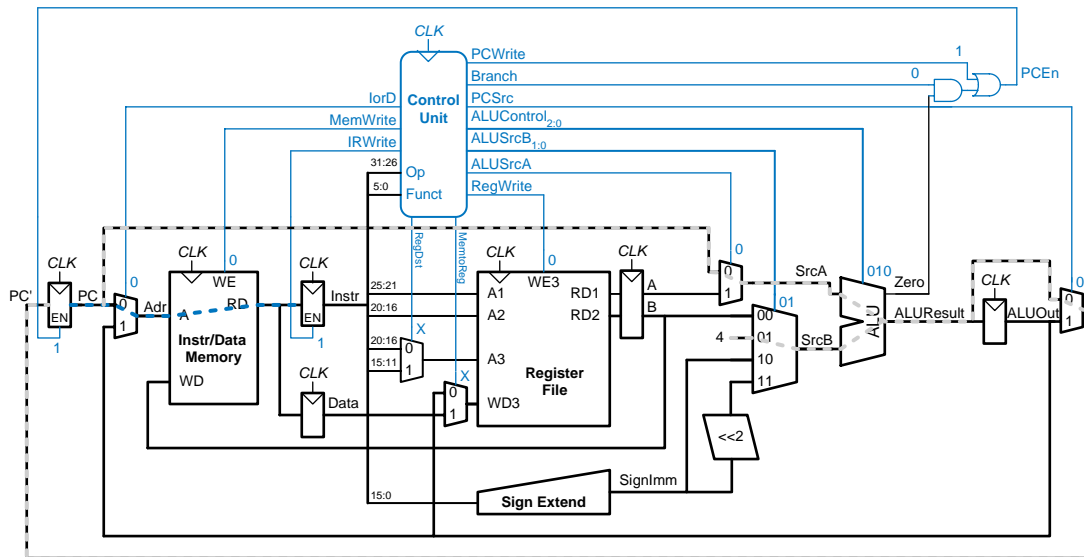 CLK
PCWrite
1
Branch
0
PCEn
IorD
Control
Unit
PCSrc
0
MemWrite
ALUControl2:0
IRWrite
ALUSrcB1:0
31:26
Op
ALUSrcA
5:0
Funct
RegWrite
RegDst
MemtoReg
CLK
CLK
CLK
CLK
CLK
0
0
0
0
01
010
CLK
PC'
PC
EN
1
0
1
Adr
WE
A
RD
Instr/Data
Memory
WD
EN
1
Instr
25:21
20:16
20:16
15:11
X
0
1
X
0
1
A1
A2
A3
WD3
WE3
RD1
RD2
Register
File
A
B
0
1
SrcA
4
00
01
10
11
SrcB
ALU
Zero
ALUResult
ALUOut
0
1
CLK
Data
<<2
SignImm
15:0
Sign Extend